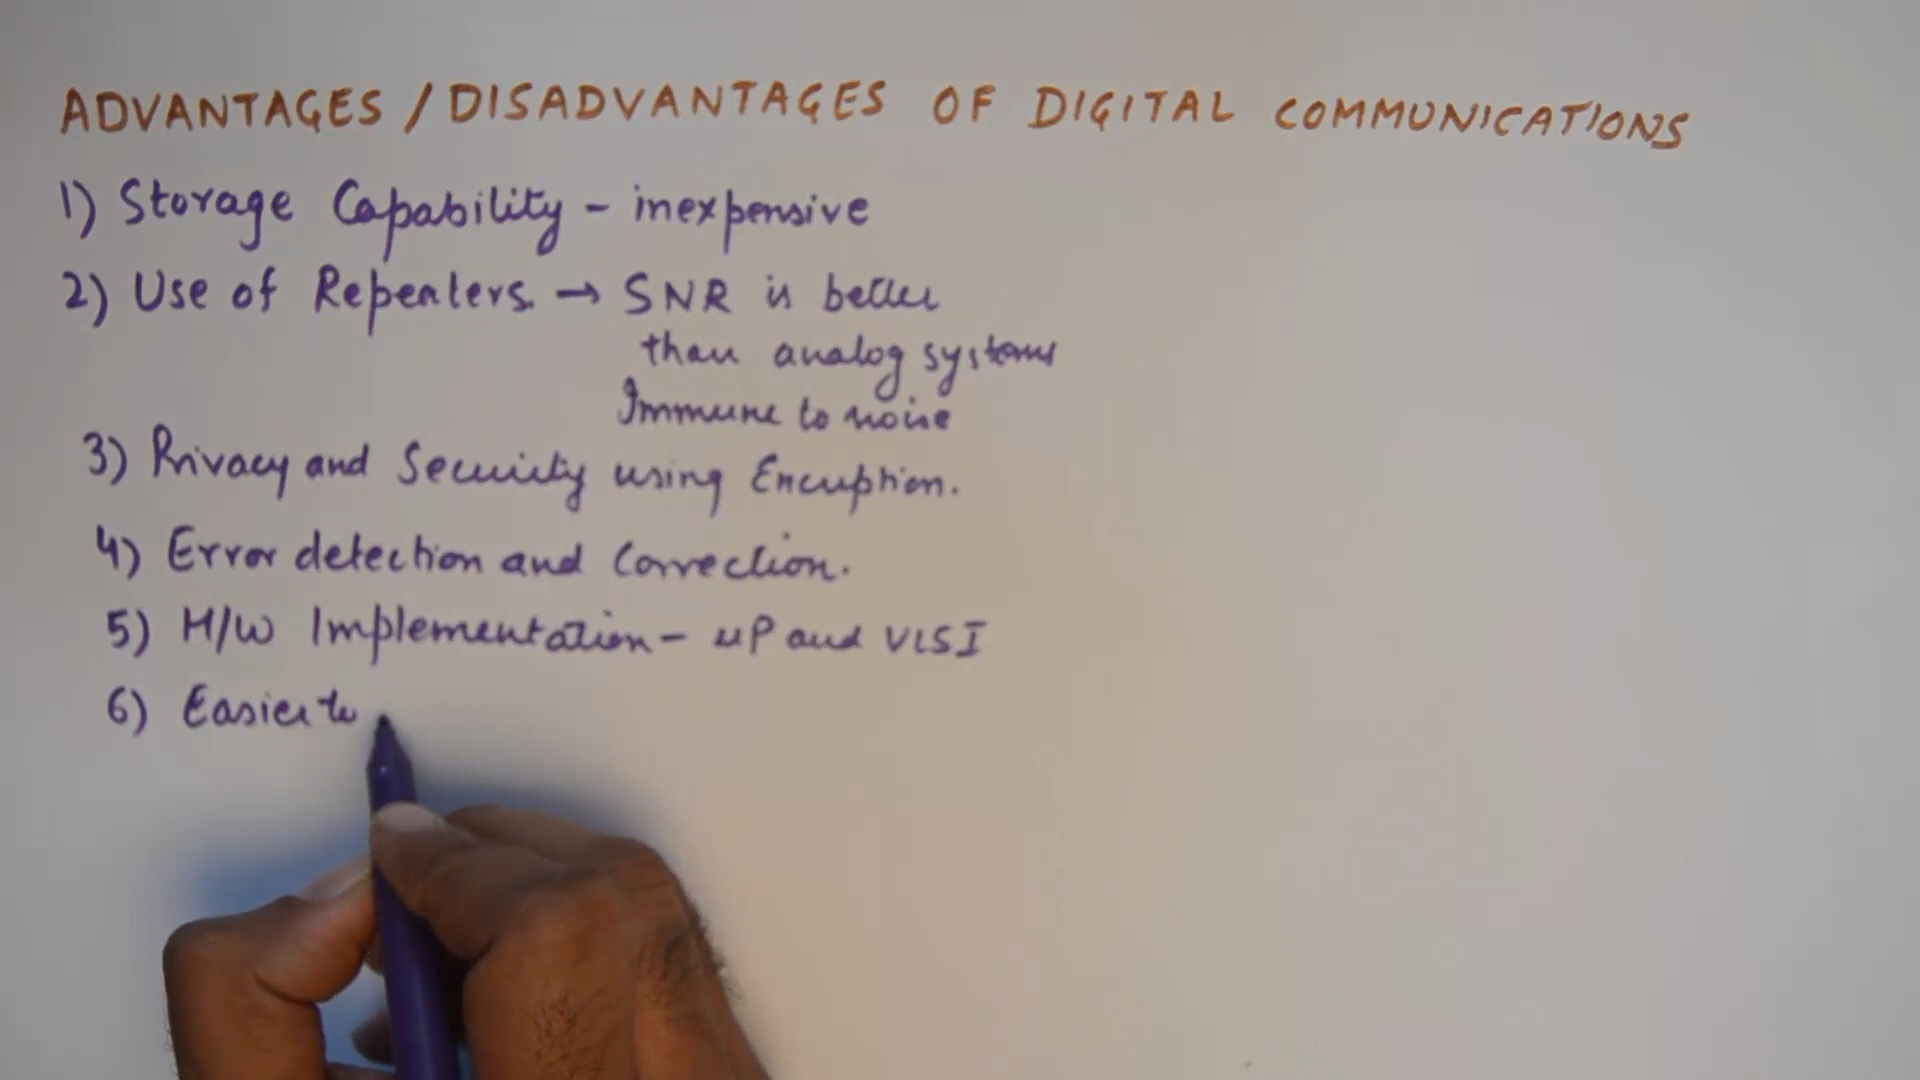 ADVANTAGES / DISADVANTAGES OF DIGITAL COMMUNICATIONS
1) Storage Capability - inexpensive
2) Use of Repeaters. → SNR is better
than analog systems
Immune to noise
3) Privacy and Security using Encryption.
4) Error detection and Correction.
5) H/W Implementation - μP and VLSI
6) Easier to